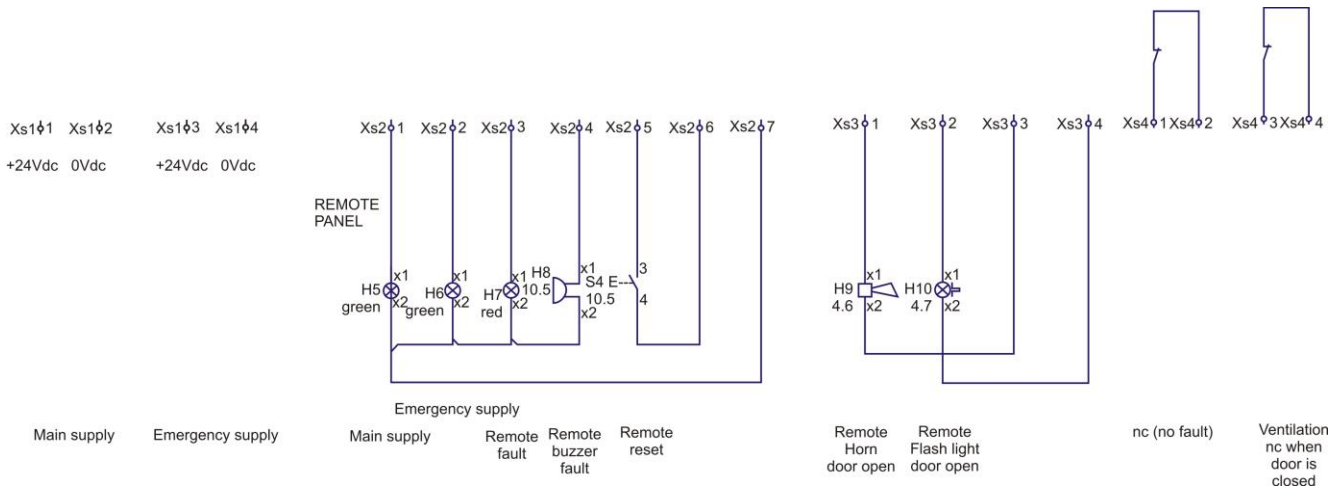 Xs1 1 Xs1 2 Xs1 3 Xs1 4 Xs2 1 Xs2 2 Xs2 3 Xs2 4 Xs2 5 Xs2 6 Xs2 7 Xs3 1 Xs3 2 Xs3 3 Xs3 4 Xs4 1 Xs4 2 Xs4 3 Xs4 4
+24Vdc 0Vdc +24Vdc 0Vdc
REMOTE
PANEL
H5
green
x1
x2
H6
green
x1
x2
H7
red
x1
x2
H8
10.5
x1
x2
S4 E
10.5
3
4
H9
4.6
x1
x2
H10
4.7
x1
x2
Emergency supply
Main supply
Emergency supply
Main supply
Remote
fault
Remote
buzzer
fault
Remote
reset
Remote
Horn
door open
Remote
Flash light
door open
nc (no fault)
Ventilation
nc when
door is
closed